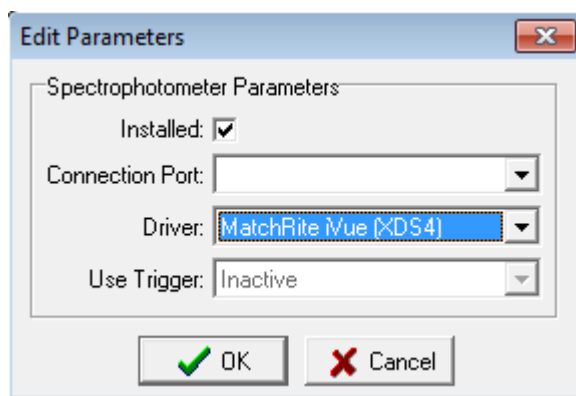 Edit Parameters
Spectrophotometer Parameters
Installed:
Connection Port:
Driver: MatchRite iVue (XDS4)
Use Trigger: Inactive
OK Cancel